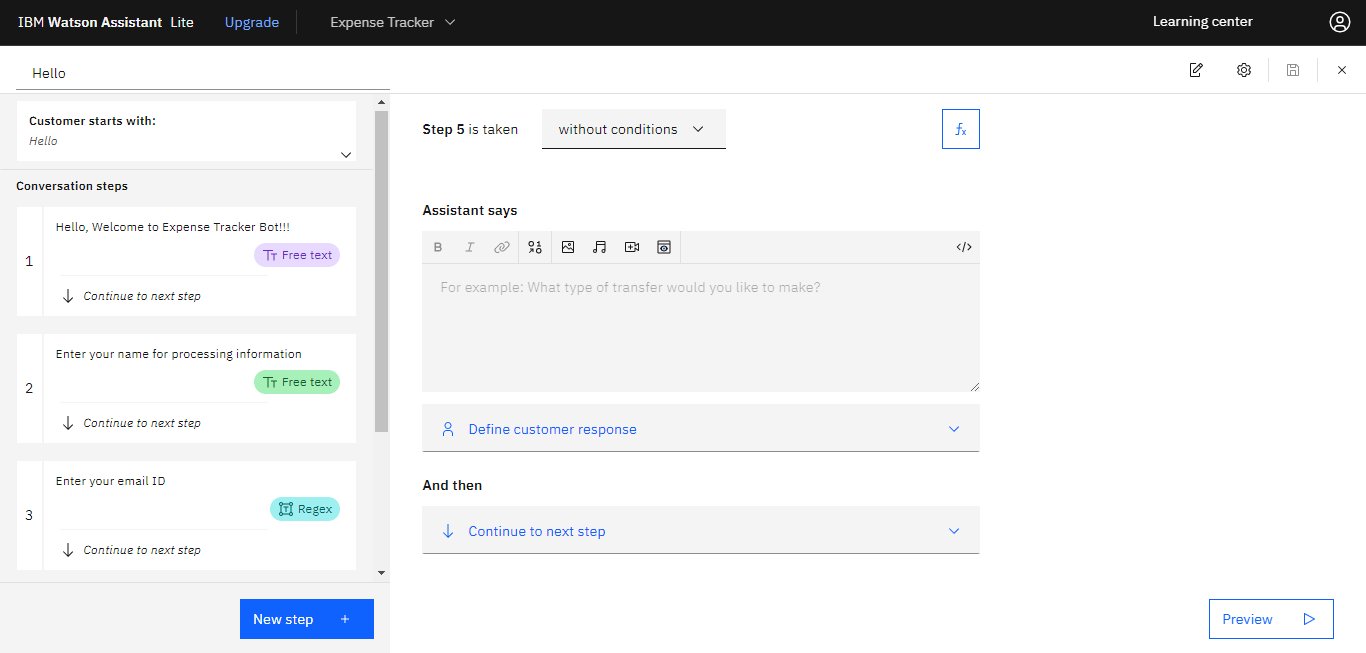 IBM Watson Assistant Lite Upgrade Expense Tracker Learning center
Hello
Customer starts with:
Hello
Conversation steps
1
Hello, Welcome to Expense Tracker Bot!!!
Free text
Continue to next step
2
Enter your name for processing information
Free text
Continue to next step
3
Enter your email ID
Regex
Continue to next step
New step +
Step 5 is taken without conditions
fx
Assistant says
B I </>
For example: What type of transfer would you like to make?
Define customer response
And then
Continue to next step
Preview